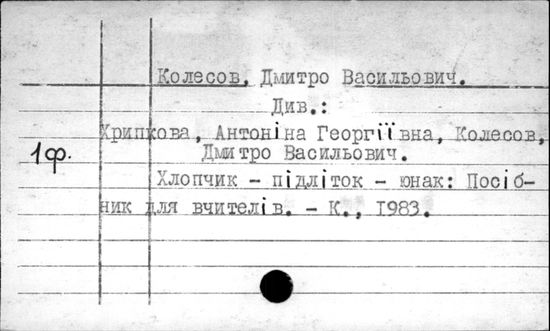 Колесов, Дмитро Васильович.
Див.:
Хрипкова, Антоніна Георгіївна, Колесов,
1ф.
Дмитро Васильович.
Хлопчик - підліток - юнак: Посіб-
ник для вчителів. - К., 1983.